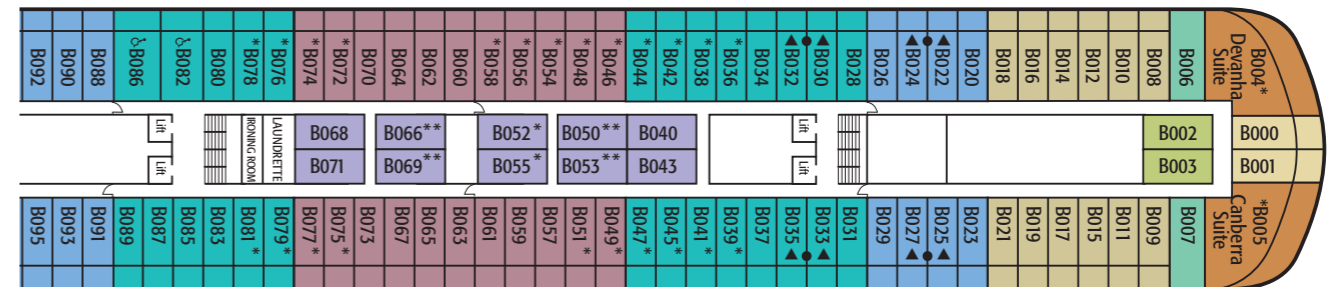 B092 B090 B088 B086 B082 B080 *B078 *B076 *B074 *B072 B070 B064 B062 B060 *B058 *B056 *B054 *B048 *B046 *B044 *B042 *B038 *B036 B034 B032 B030 B028 B026 B024 B022 B020 B018 B016 B014 B012 B010 B008 B006 B004*
Devanha
Suite
Lift IRONING ROOM LAUNDRETTE B068 B066** B052* B050** B040 Lift B002 B000
Lift B071 B069** B055* B053** B043 Lift B003 B001
B095 B093 B091 B089 B087 B085 B083 B081* B079* B077* B075* B073 B067 B065 B063 B061 B059 B057 B051* B049* B047* B045* B041* B039* B037 B035 B033 B031 B029 B027 B025 B023 B021 B019 B017 B015 B011 B009 B007 *B005
Canberra
Suite